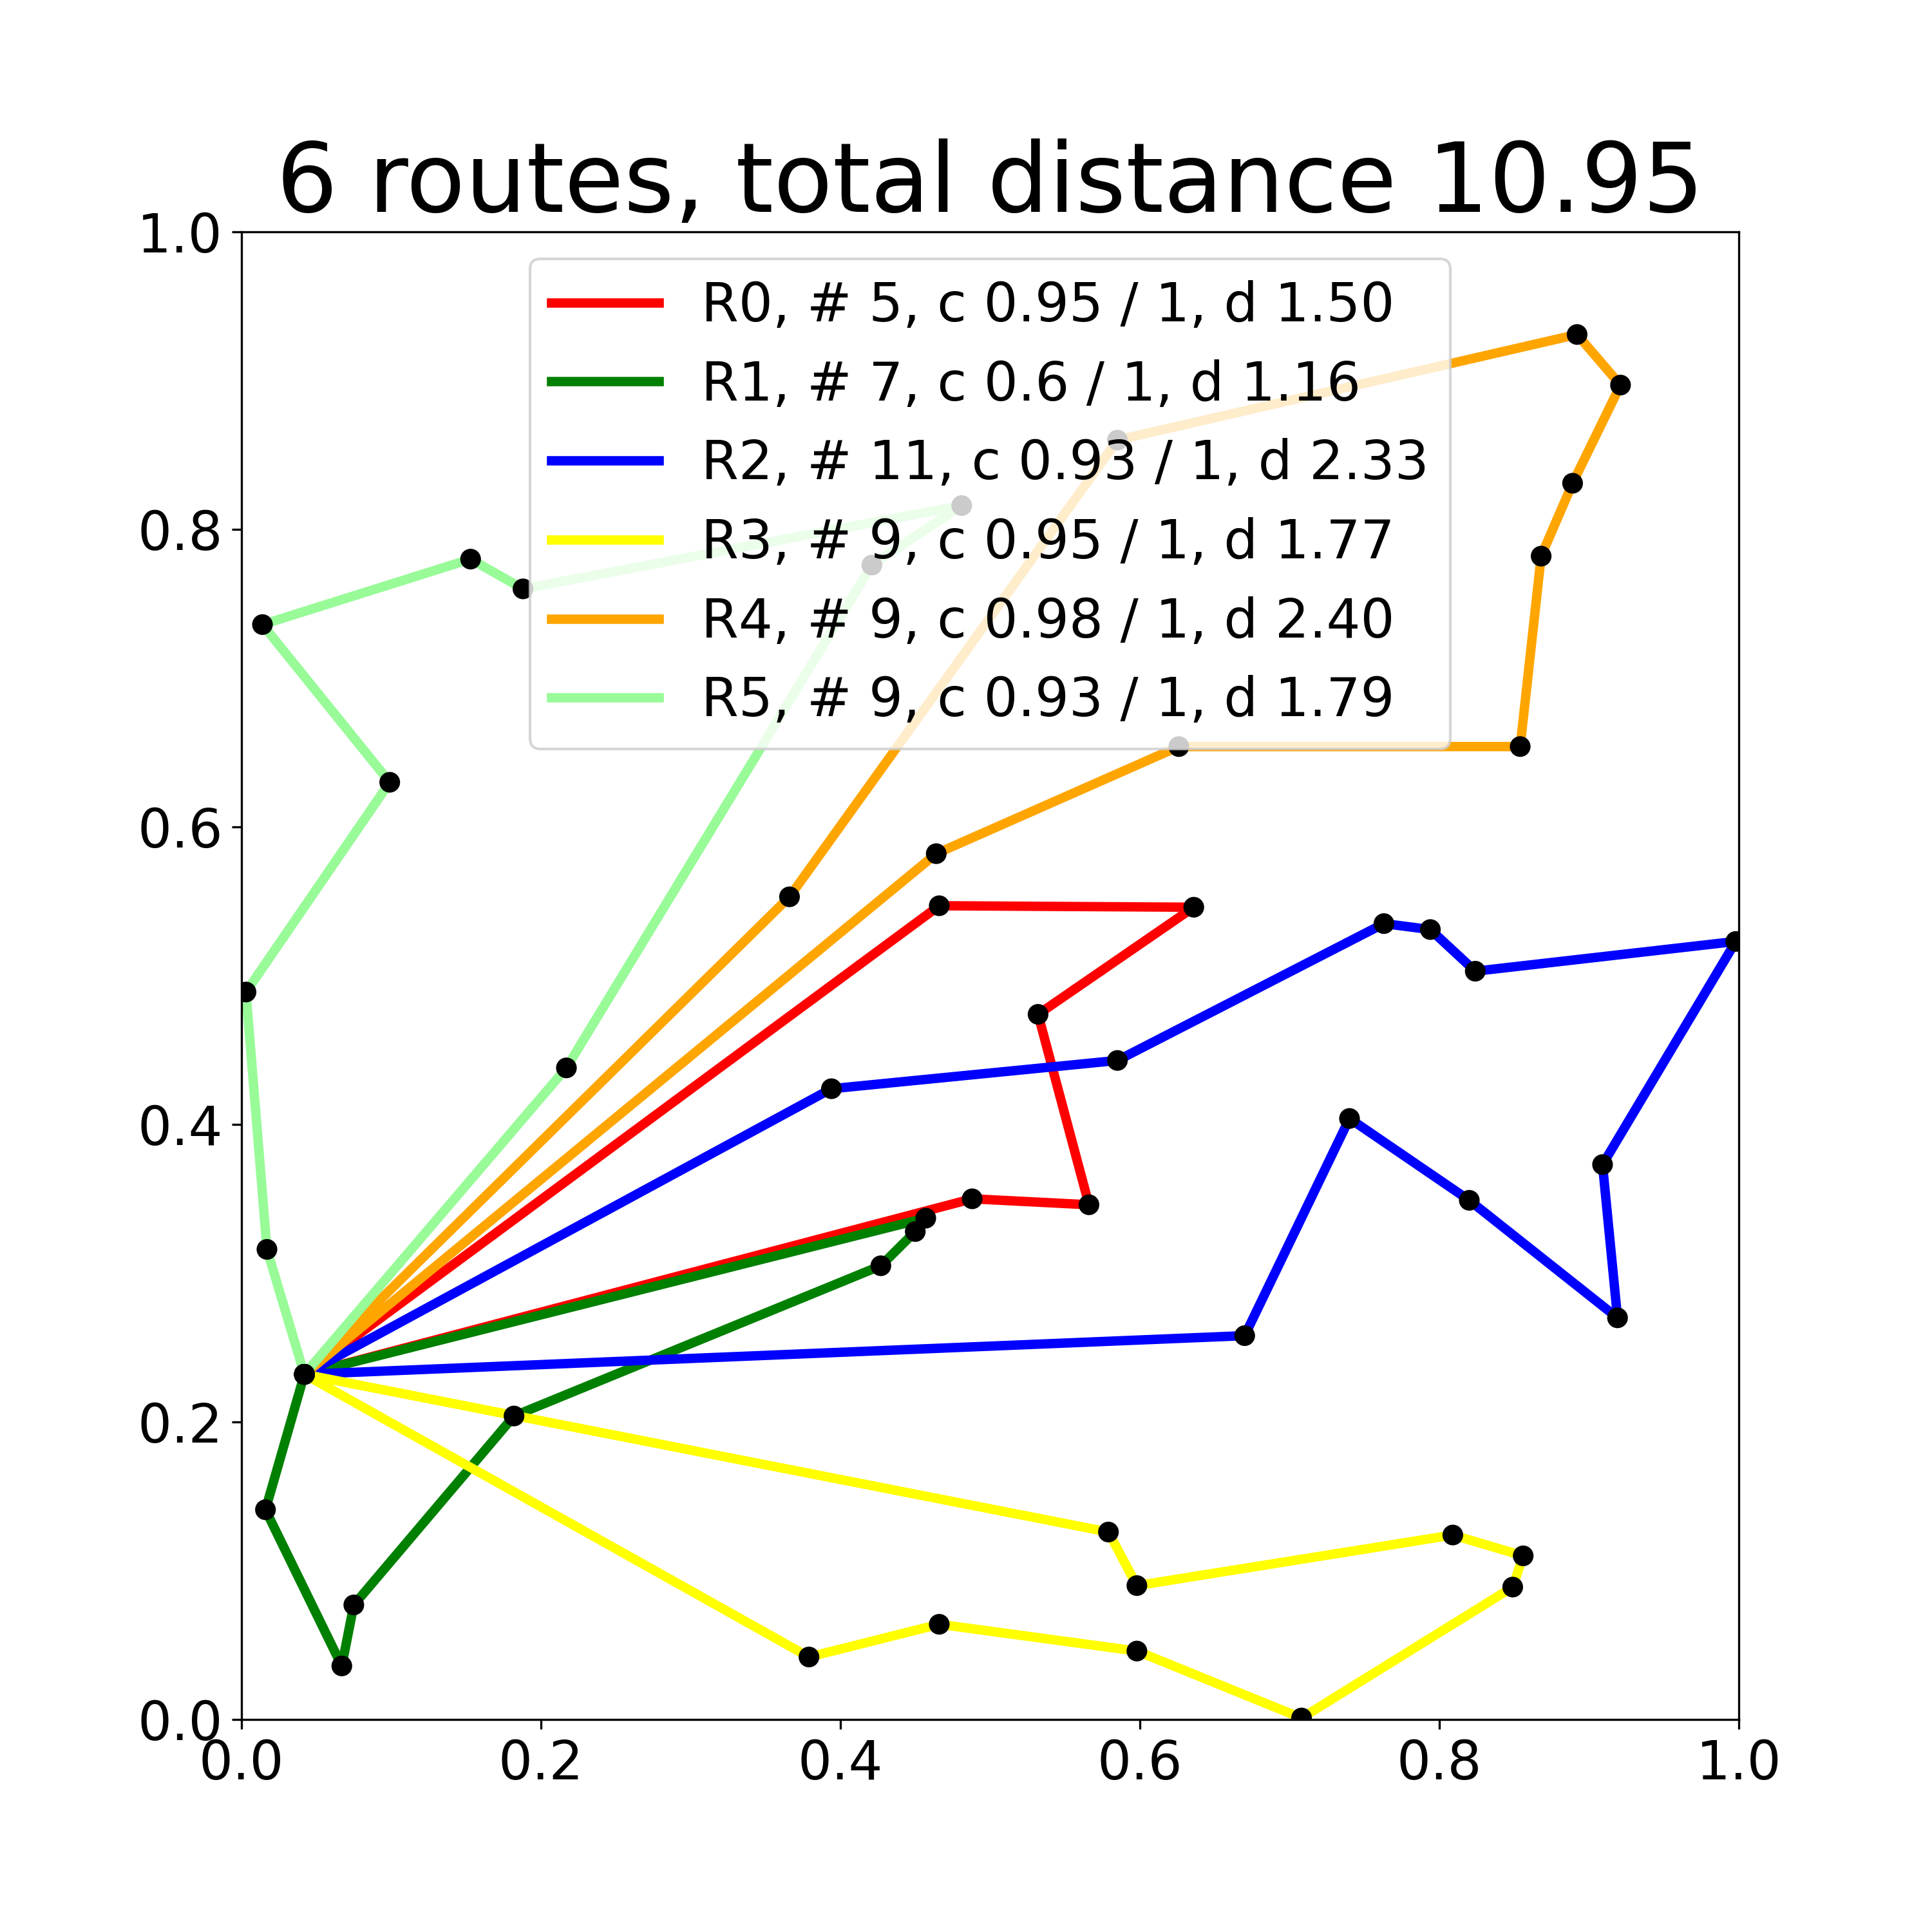 6 routes, total distance 10.95
1.0
0.8
0.6
0.4
0.2
0.0
R0, # 5, c 0.95 / 1, d 1.50
R1, # 7, c 0.6 / 1, d 1.16
R2, # 11, c 0.93 / 1, d 2.33
R3, # 9, c 0.95 / 1, d 1.77
R4, # 9, c 0.98 / 1, d 2.40
R5, # 9, c 0.93 / 1, d 1.79
0.0 0.2 0.4 0.6 0.8 1.0